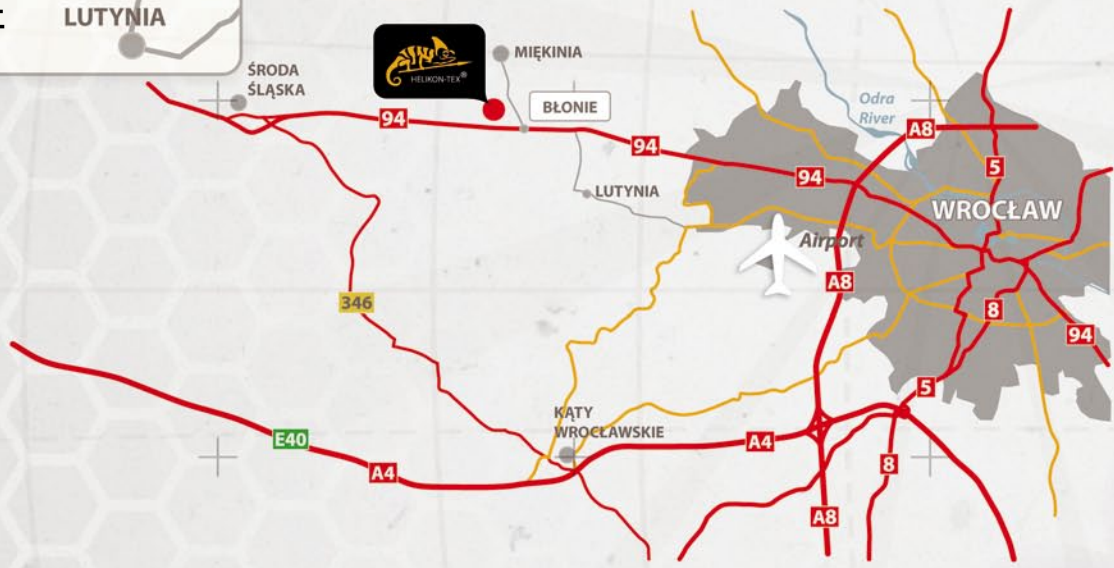 LUTYNIA
ŚRODA
ŚLĄSKA
HELIKON-TEX®
MIĘKINIA
BŁONIE
94
94
94
LUTYNIA
Odra
River
A8
5
WROCŁAW
Airport
A8
346
8
94
5
KĄTY
WROCŁAWSKIE
E40
A4
A4
8
A8